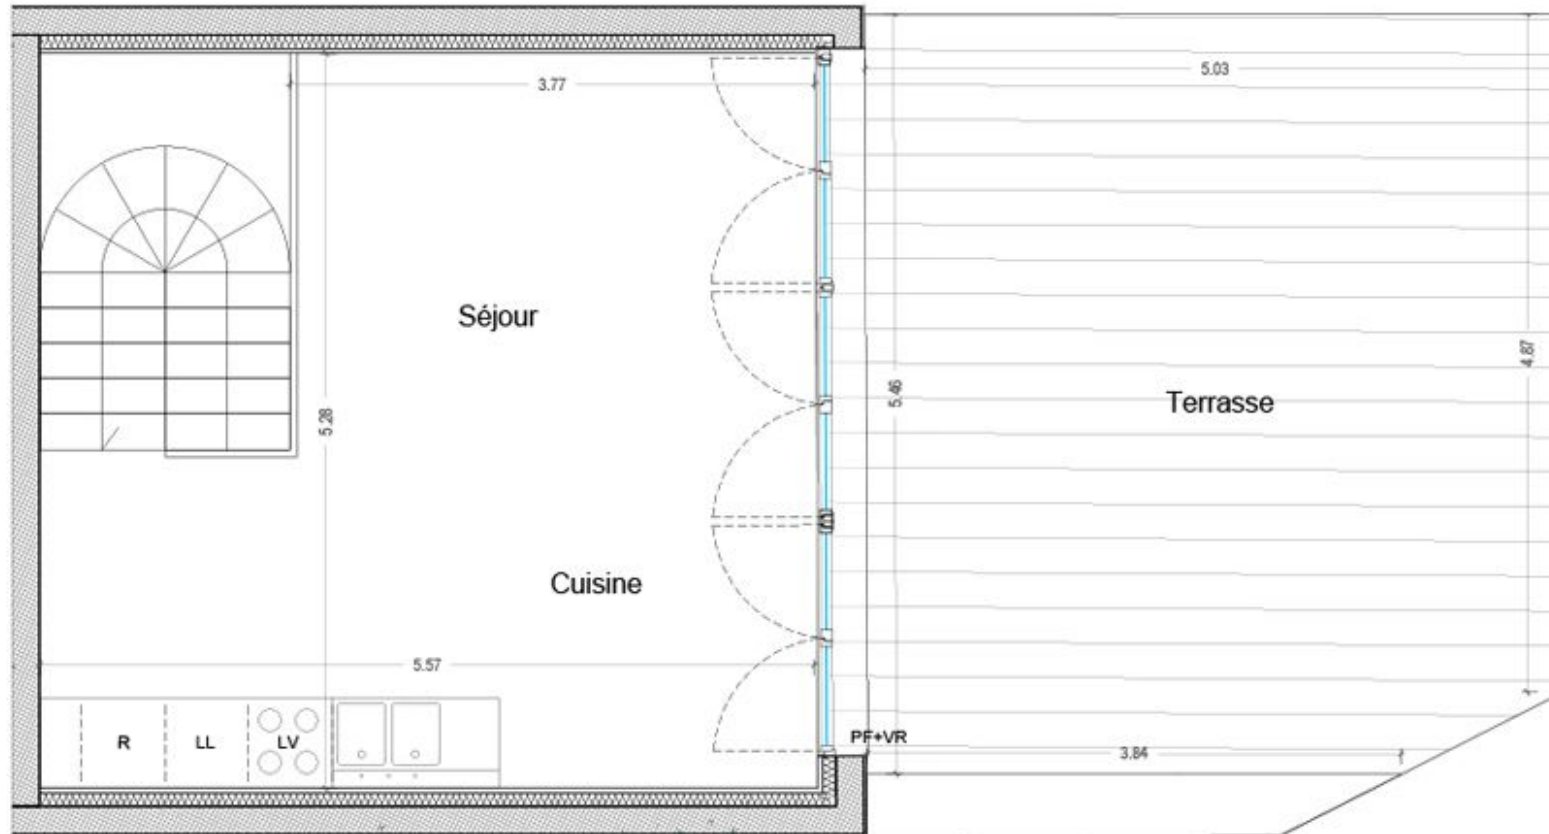 5.03
3.77
Séjour
4.87
5.46
Terrasse
5.28
Cuisine
5.57
R
LL
LV
PF+VR
3.84